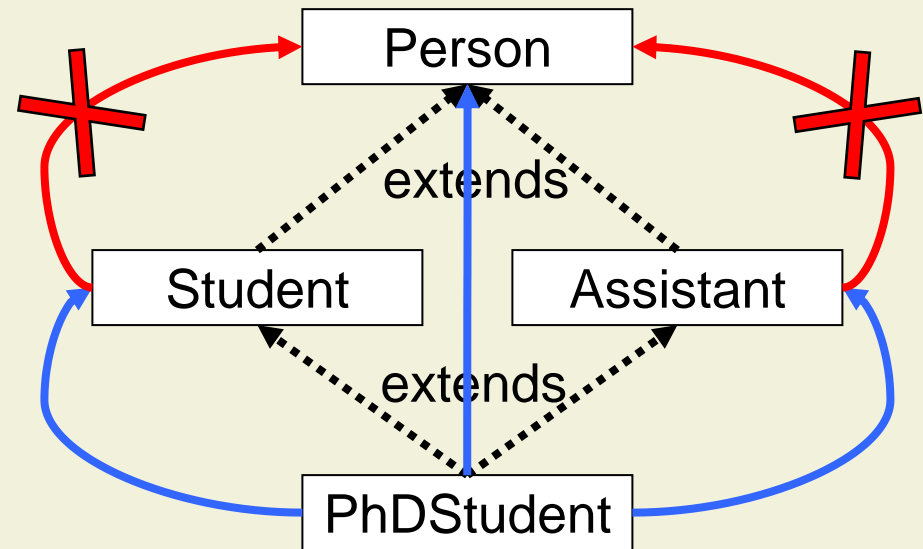 Person
extends
Student
Assistant
extends
PhDStudent